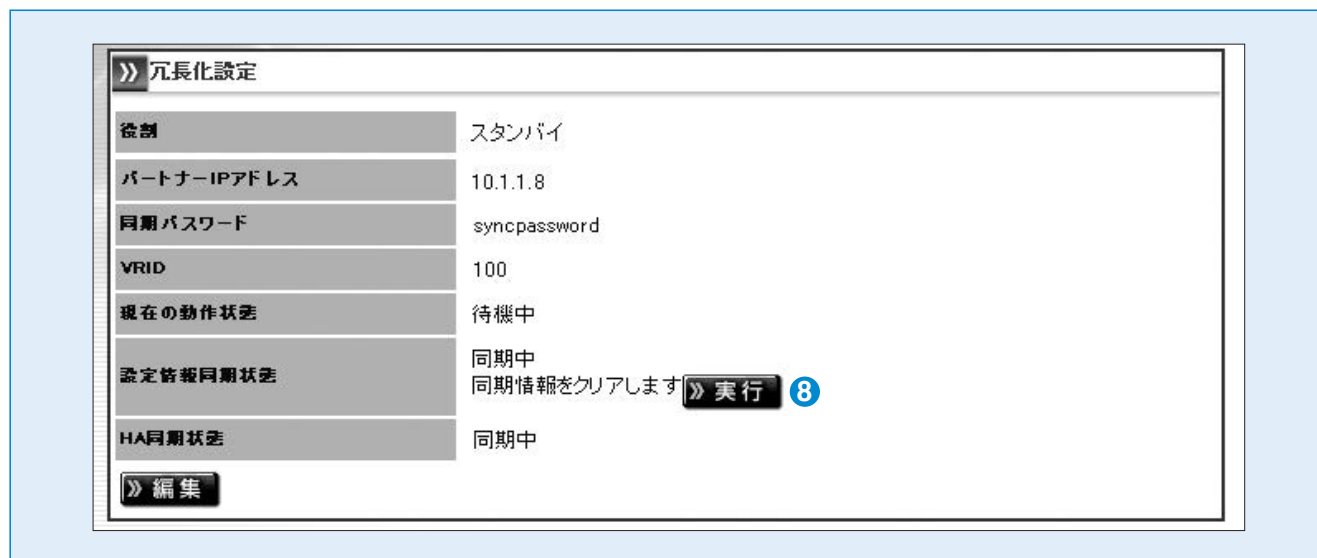 冗長化設定
役割 スタンバイ
パートナーIPアドレス 10.1.1.8
同期パスワード syncpassword
VRID 100
現在の動作状態 待機中
設定情報同期状態 同期中
同期情報をクリアします 実行 8
HA同期状態 同期中
編集